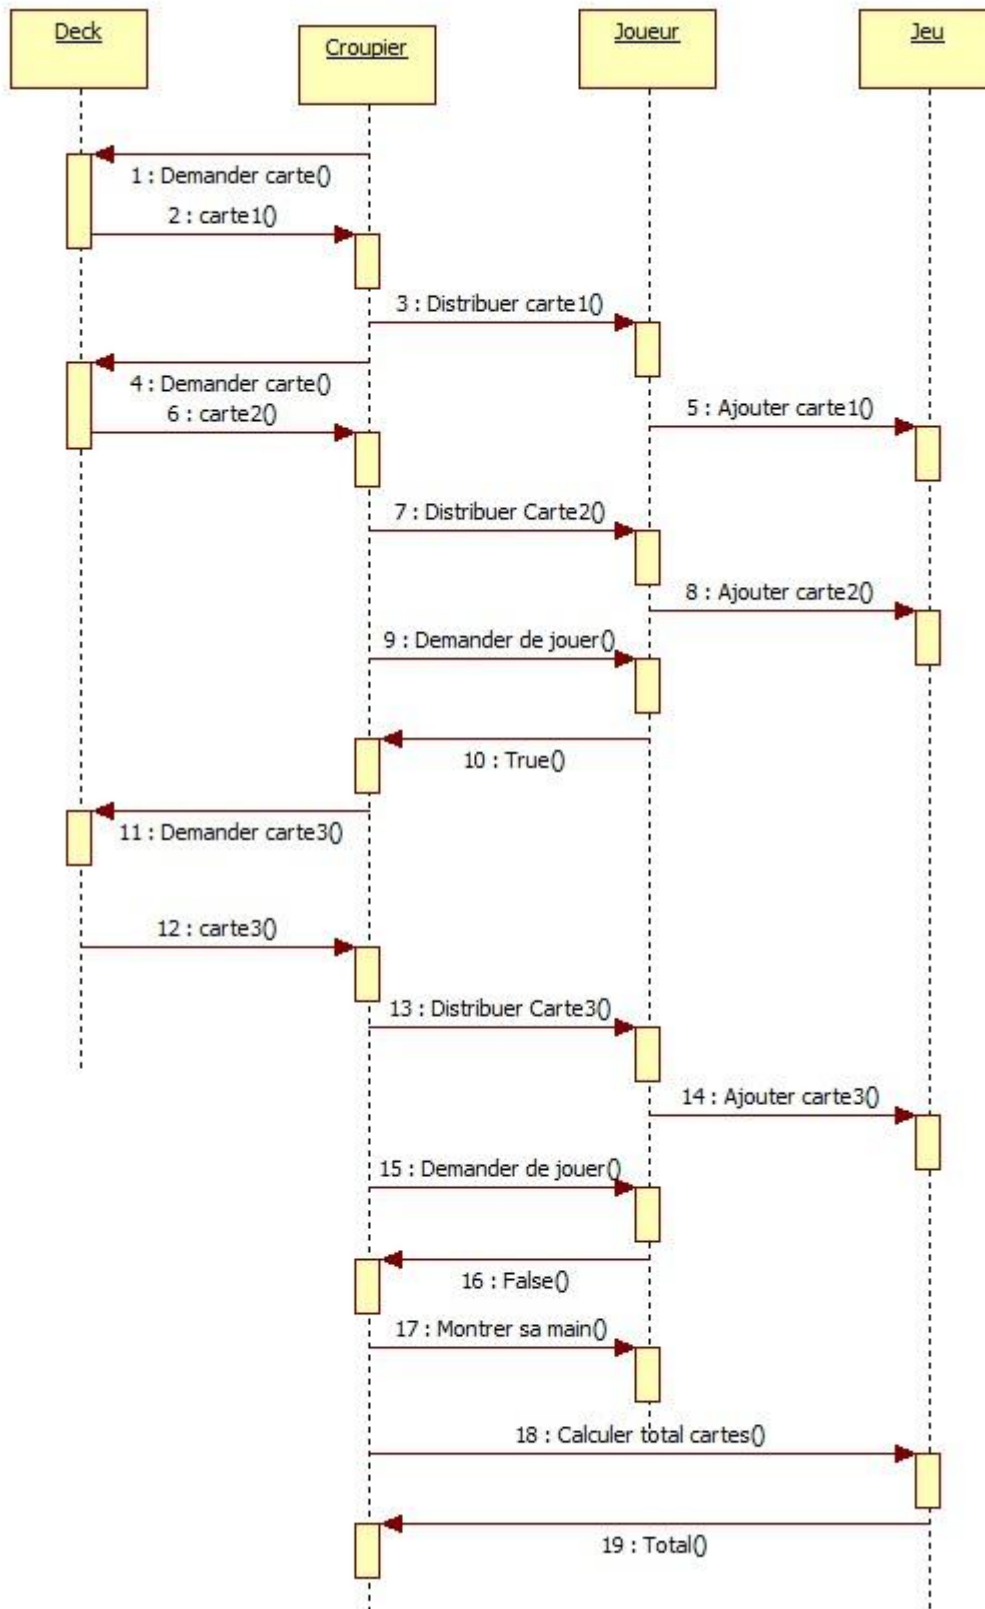 Deck
Croupier
Joueur
Jeu
1 : Demander carte()
2 : carte1()
3 : Distribuer carte1()
4 : Demander carte()
6 : carte2()
5 : Ajouter carte1()
7 : Distribuer Carte2()
8 : Ajouter carte2()
9 : Demander de jouer()
10 : True()
11 : Demander carte3()
12 : carte3()
13 : Distribuer Carte3()
14 : Ajouter carte3()
15 : Demander de jouer()
16 : False()
17 : Montrer sa main()
18 : Calculer total cartes()
19 : Total()